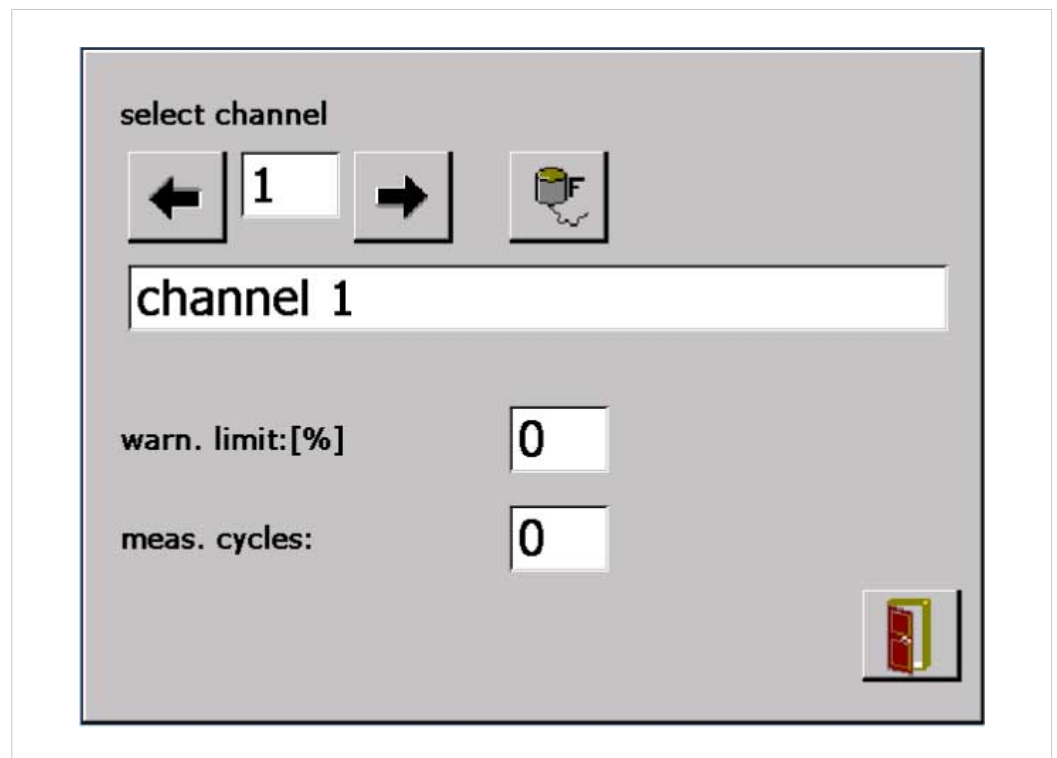 select channel
1
F
channel 1
warn. limit:[%] 0
meas. cycles: 0